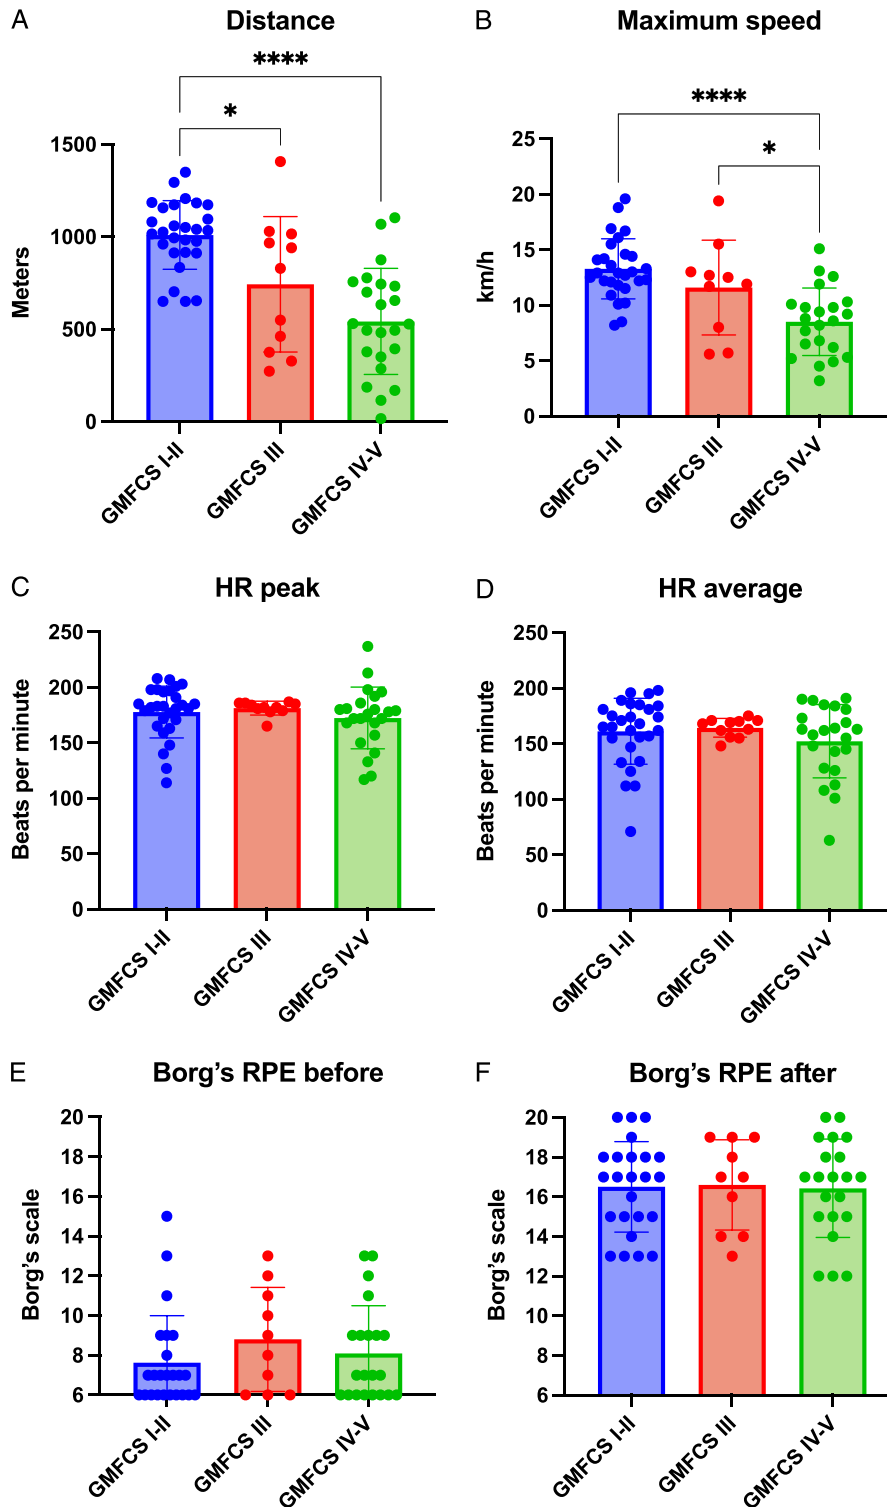 A
Distance
****
*
1500
1000
500
0
Meters
GMFCS I-II
GMFCS III
GMFCS IV-V
B
Maximum speed
****
*
25
20
15
10
5
0
km/h
GMFCS I-II
GMFCS III
GMFCS IV-V
C
HR peak
250
200
150
100
50
0
Beats per minute
GMFCS I-II
GMFCS III
GMFCS IV-V
D
HR average
250
200
150
100
50
0
Beats per minute
GMFCS I-II
GMFCS III
GMFCS IV-V
E
Borg’s RPE before
20
18
16
14
12
10
8
6
Borg’s scale
GMFCS I-II
GMFCS III
GMFCS IV-V
F
Borg’s RPE after
20
18
16
14
12
10
8
6
Borg’s scale
GMFCS I-II
GMFCS III
GMFCS IV-V